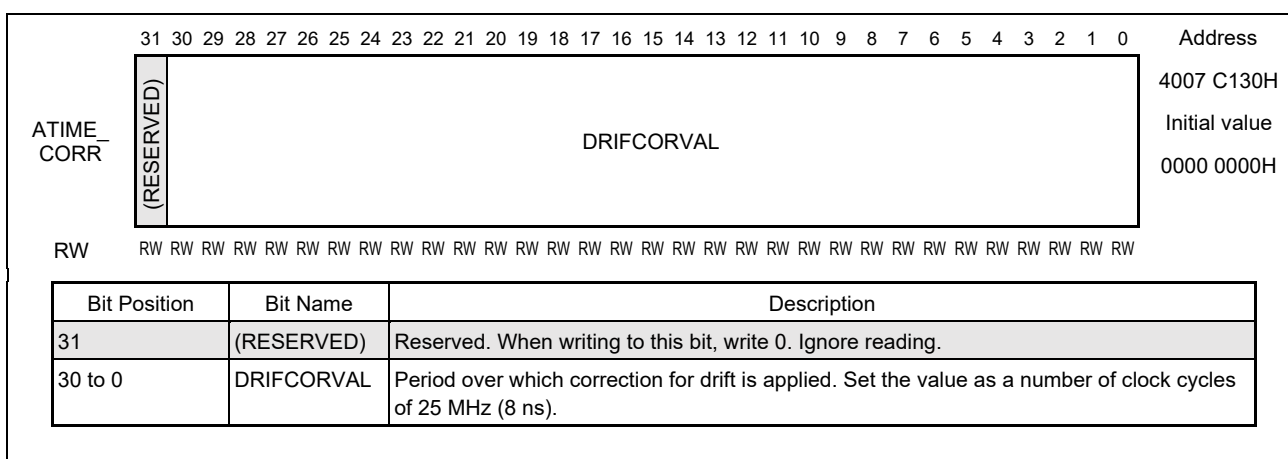 31 30 29 28 27 26 25 24 23 22 21 20 19 18 17 16 15 14 13 12 11 10 9 8 7 6 5 4 3 2 1 0 Address
4007 C130H
Initial value
0000 0000H
ATIME_
CORR
(RESERVED)
DRIFCORVAL
RW RW RW RW RW RW RW RW RW RW RW RW RW RW RW RW RW RW RW RW RW RW RW RW RW RW RW RW RW RW RW RW RW
Bit Position Bit Name Description
31 (RESERVED) Reserved. When writing to this bit, write 0. Ignore reading.
30 to 0 DRIFCORVAL Period over which correction for drift is applied. Set the value as a number of clock cycles
of 25 MHz (8 ns).